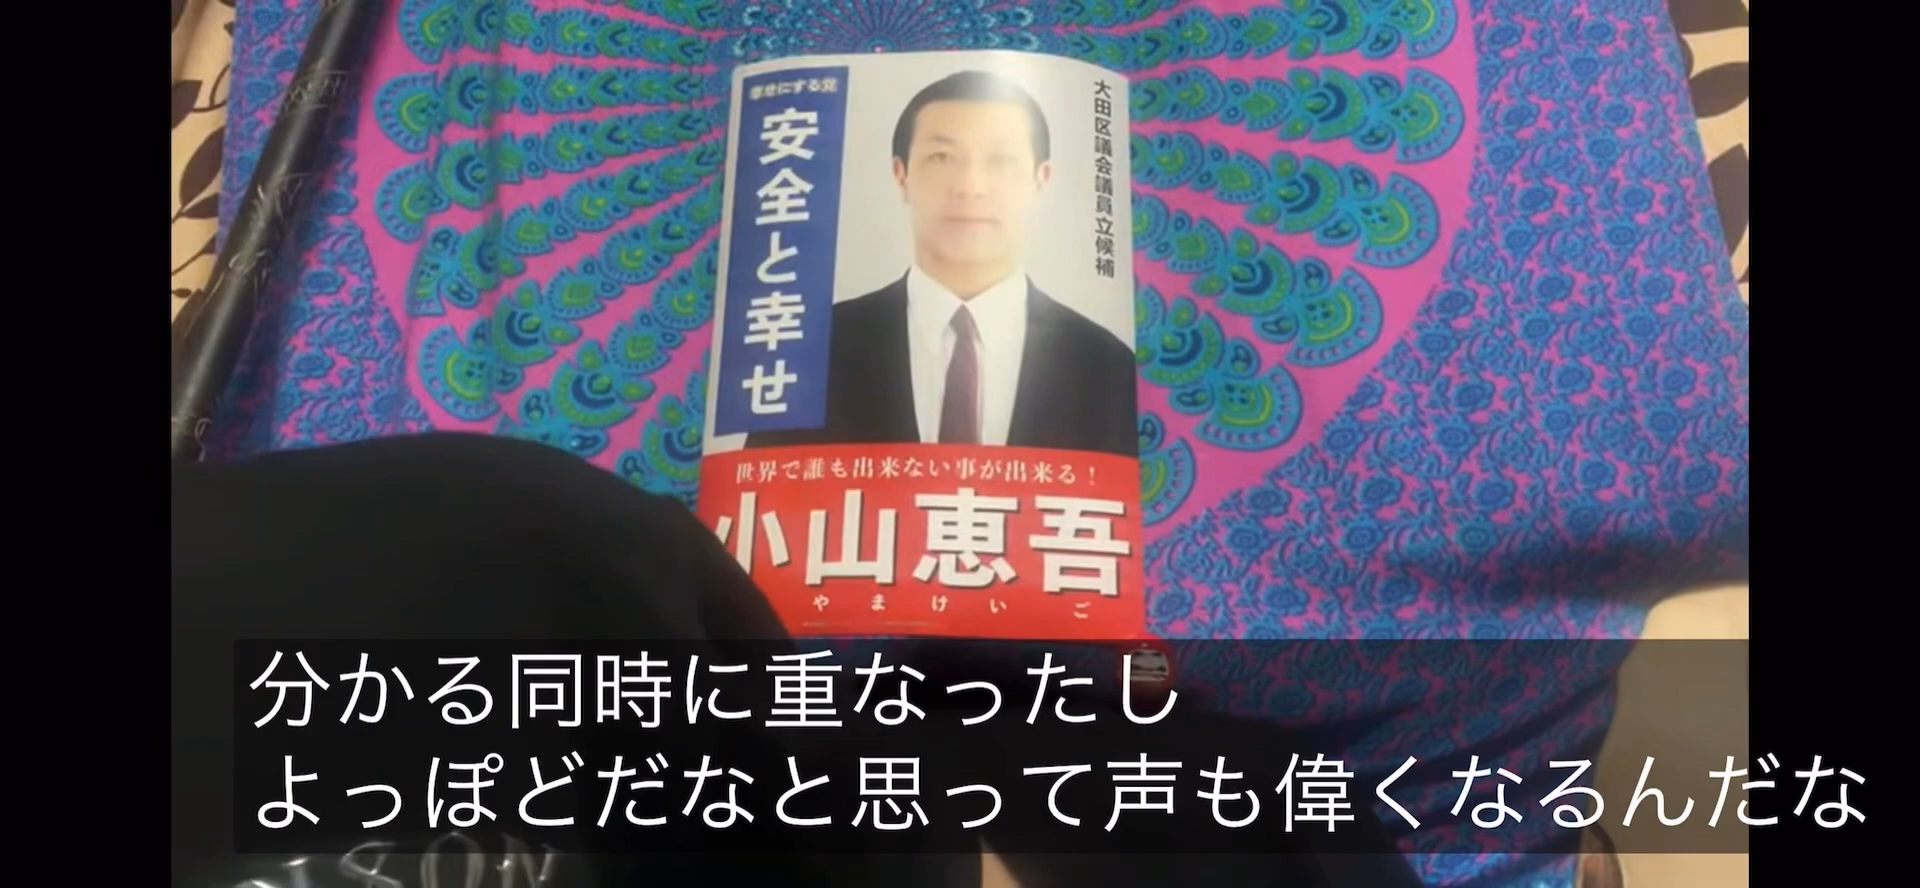 幸せにする党
安全と幸せ
大田区議会議員立候補
世界で誰も出来ない事が出来る!
小山恵吾
やまけいご
分かる同時に重なったし
よっぽどだなと思って声も偉くなるんだな